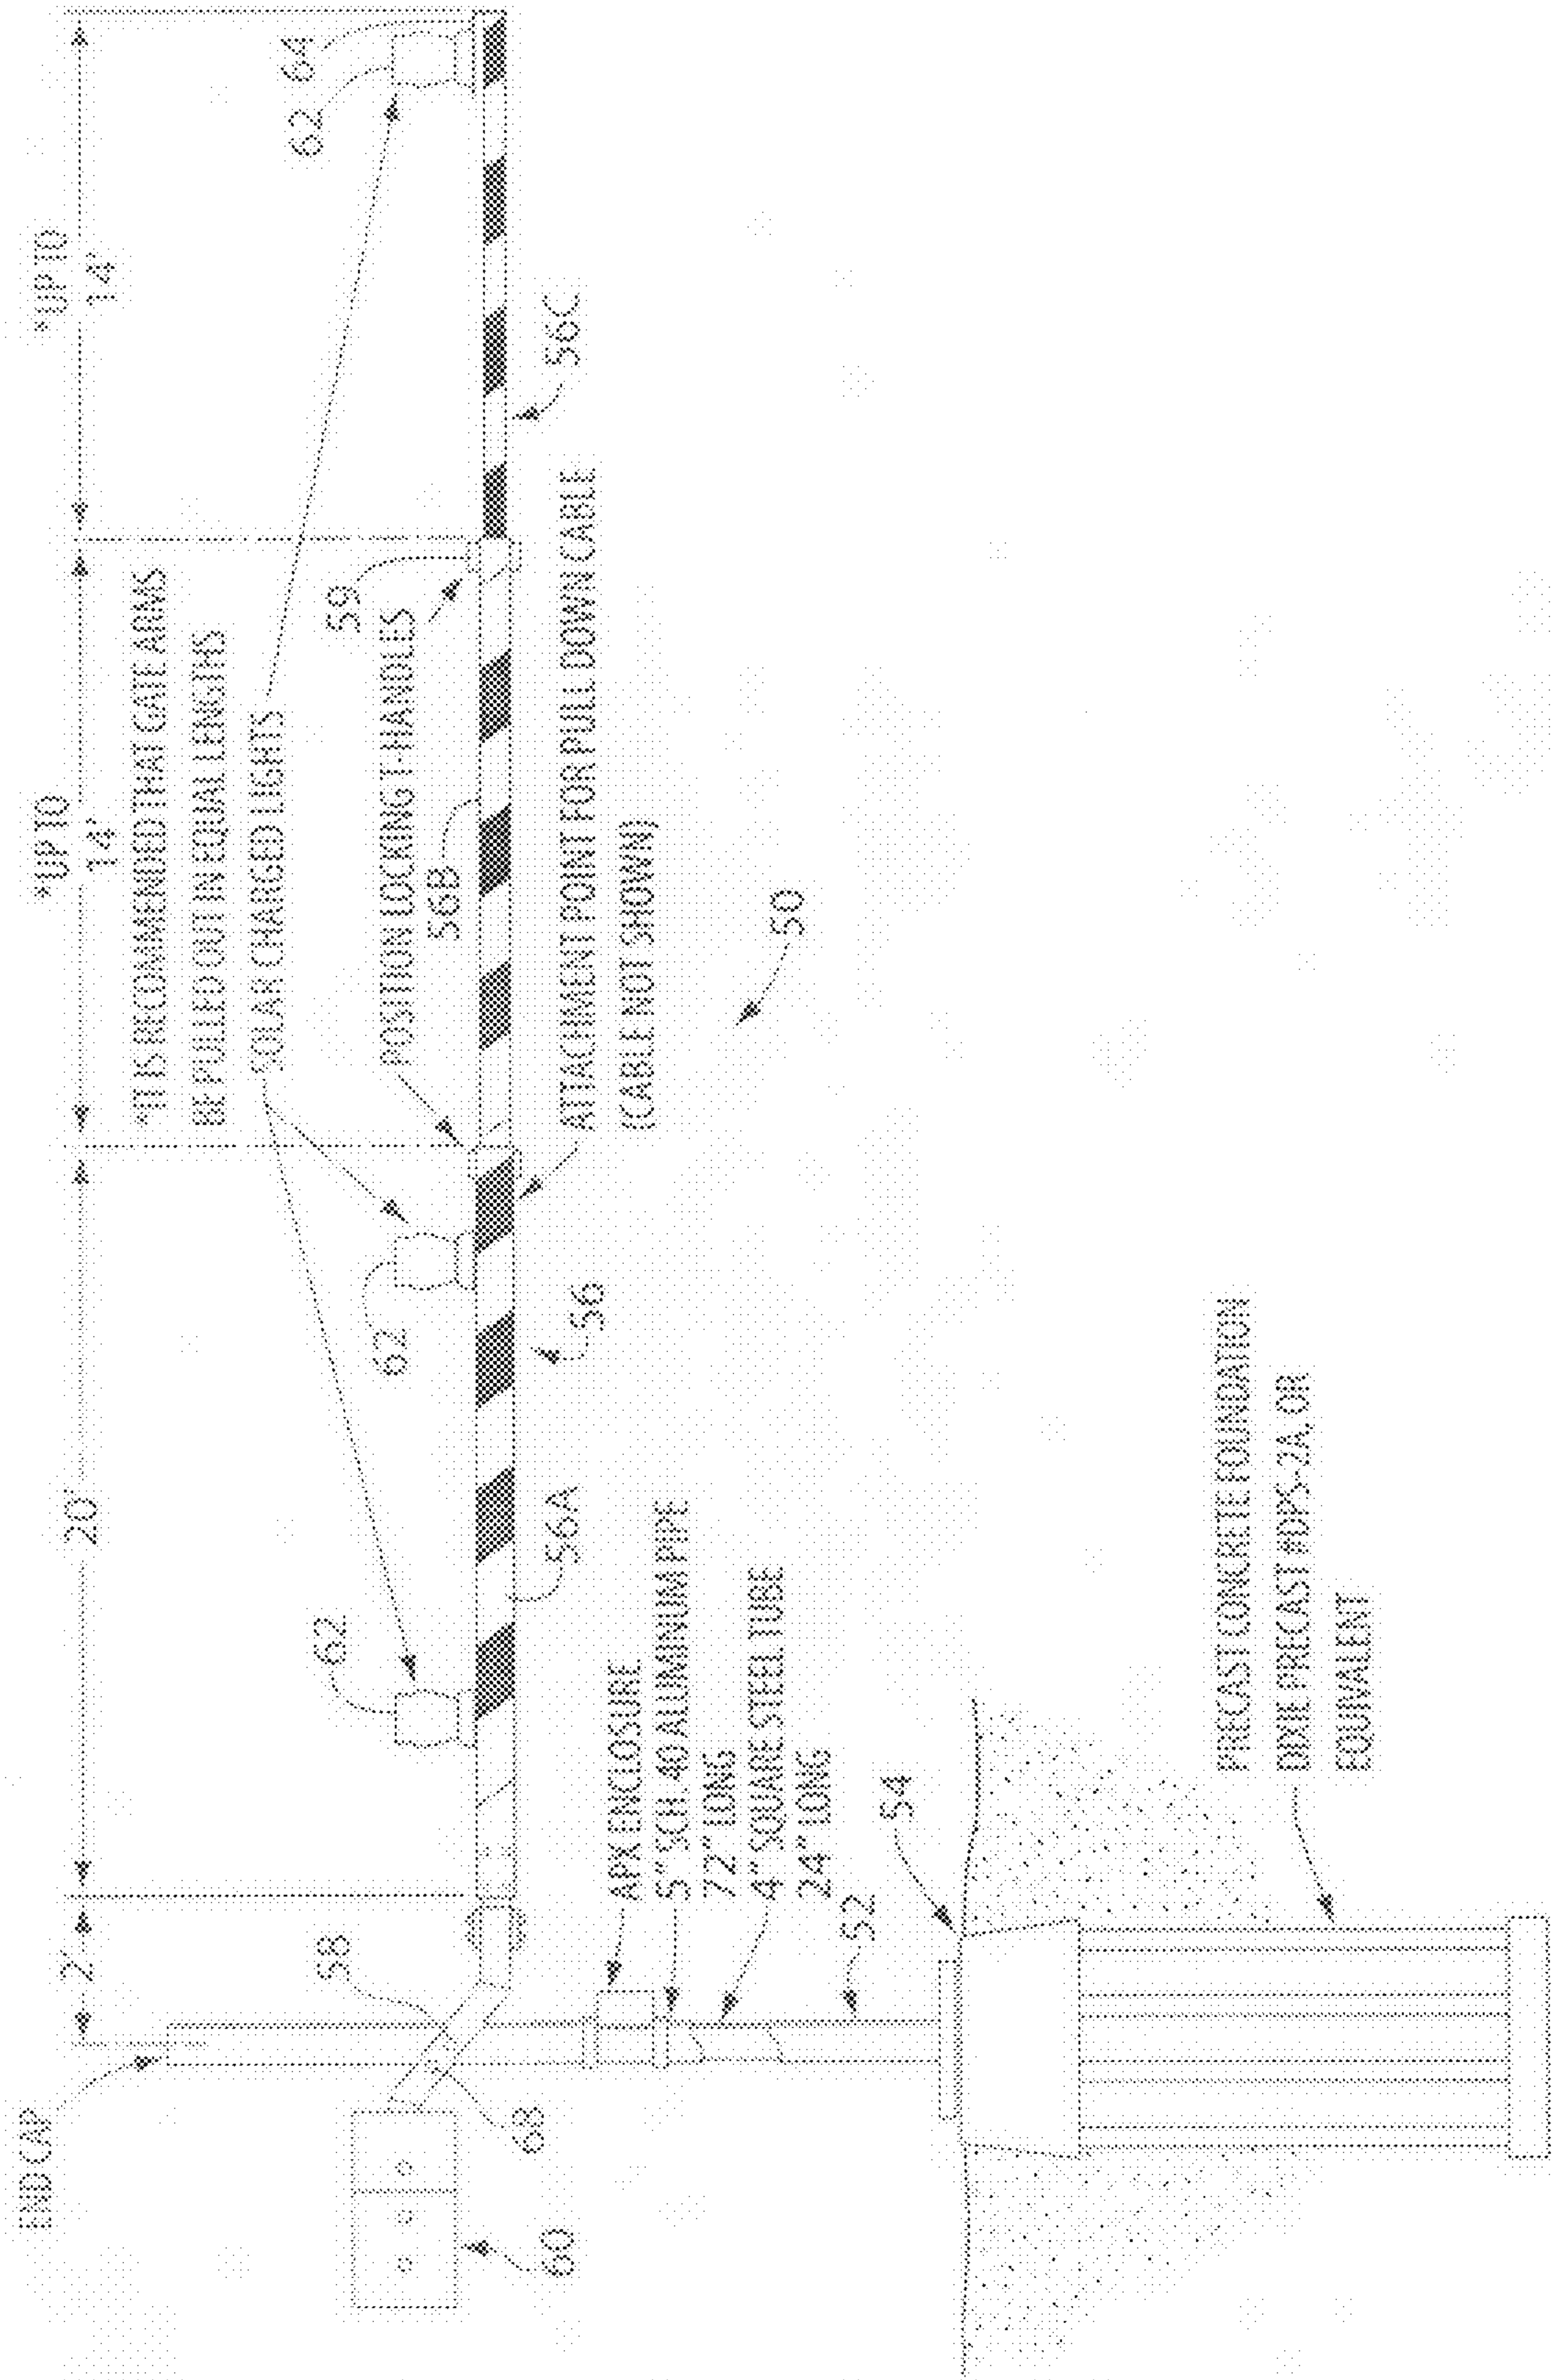 END CAP
2'
20'
*UP TO
14'
*UP TO
14'
*IT IS RECOMMENDED THAT GATE ARMS
BE PULLED OUT IN EQUAL LENGTHS
SOLAR CHARGED LIGHTS
62
64
58
62
62
59
POSITION LOCKING T-HANDLES
56B
68
60
56A
56
56C
ATTACHMENT POINT FOR PULL DOWN CABLE
(CABLE NOT SHOWN)
APX ENCLOSURE
5" SCH. 40 ALUMINUM PIPE
72" LONG
4" SQUARE STEEL TUBE
24" LONG
52
50
54
PRECAST CONCRETE FOUNDATION
DIXIE PRECAST #DPS-2A, OR
EQUIVALENT